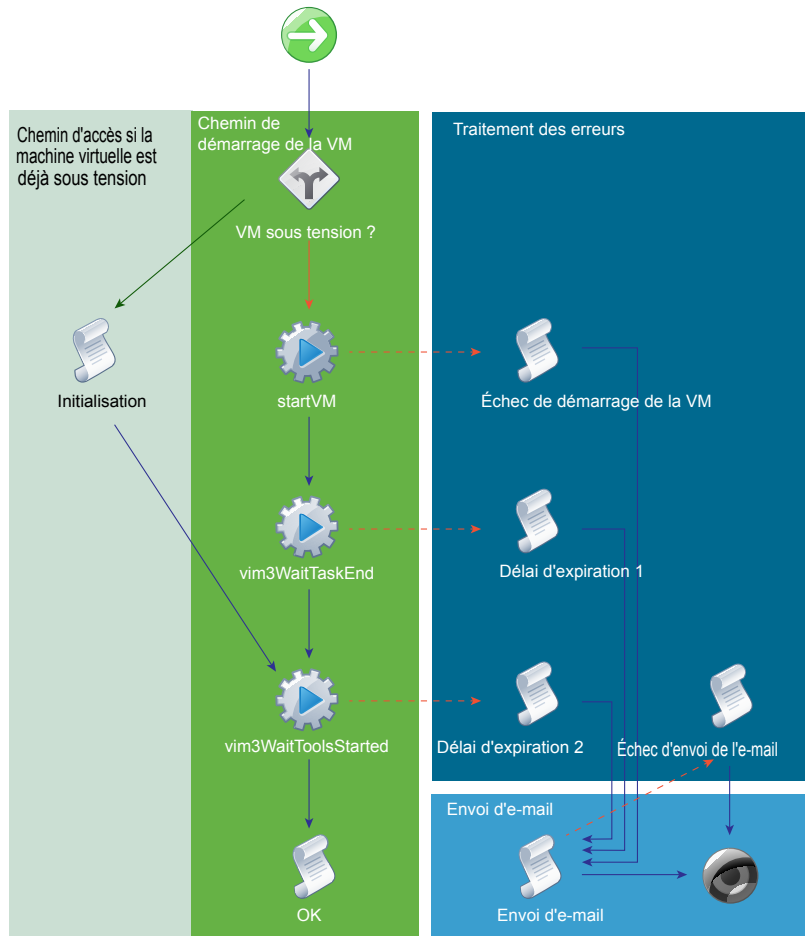 Chemin d'accès si la
machine virtuelle est
déjà sous tension
Chemin de
démarrage de la VM
Traitement des erreurs
VM sous tension ?
Initialisation
startVM
Échec de démarrage de la VM
vim3WaitTaskEnd
Délai d'expiration 1
vim3WaitToolsStarted
Délai d'expiration 2
Échec d'envoi de l'e-mail
Envoi d'e-mail
OK
Envoi d'e-mail